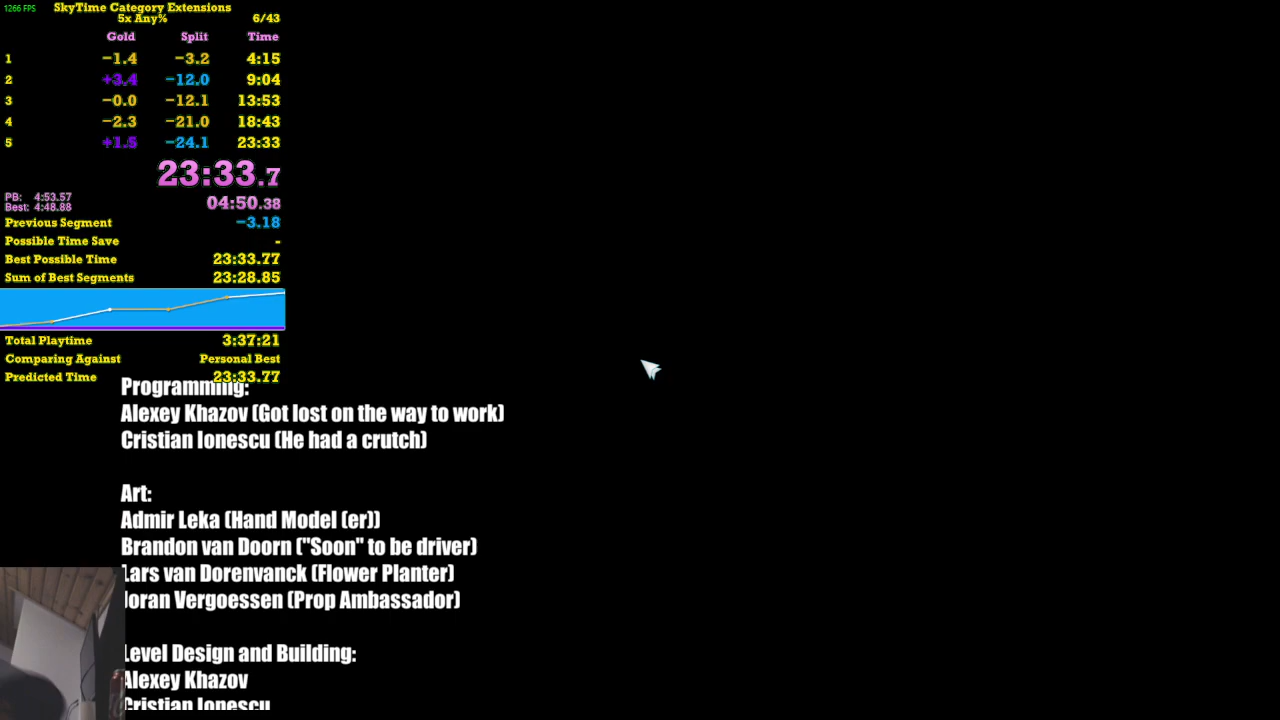 1266 FPS
SkyTime Category Extensions
5x Any% 6/43
Gold Split Time
1 −1.4 −3.2 4:15
2 +3.4 −12.0 9:04
3 −0.0 −12.1 13:53
4 −2.3 −21.0 18:43
5 +1.5 −24.1 23:33
23:33.7
PB: 4:53.57
Best: 4:48.88
04:50.38
Previous Segment −3.18
Possible Time Save -
Best Possible Time 23:33.77
Sum of Best Segments 23:28.85
Total Playtime 3:37:21
Comparing Against Personal Best
Predicted Time 23:33.77
Programming:
Alexey Khazov (Got lost on the way to work)
Cristian Ionescu (He had a crutch)
Art:
Admir Leka (Hand Model (er))
Brandon van Doorn ("Soon" to be driver)
Lars van Dorenvanck (Flower Planter)
Joran Vergoessen (Prop Ambassador)
Level Design and Building:
Alexey Khazov
Cristian Ionescu